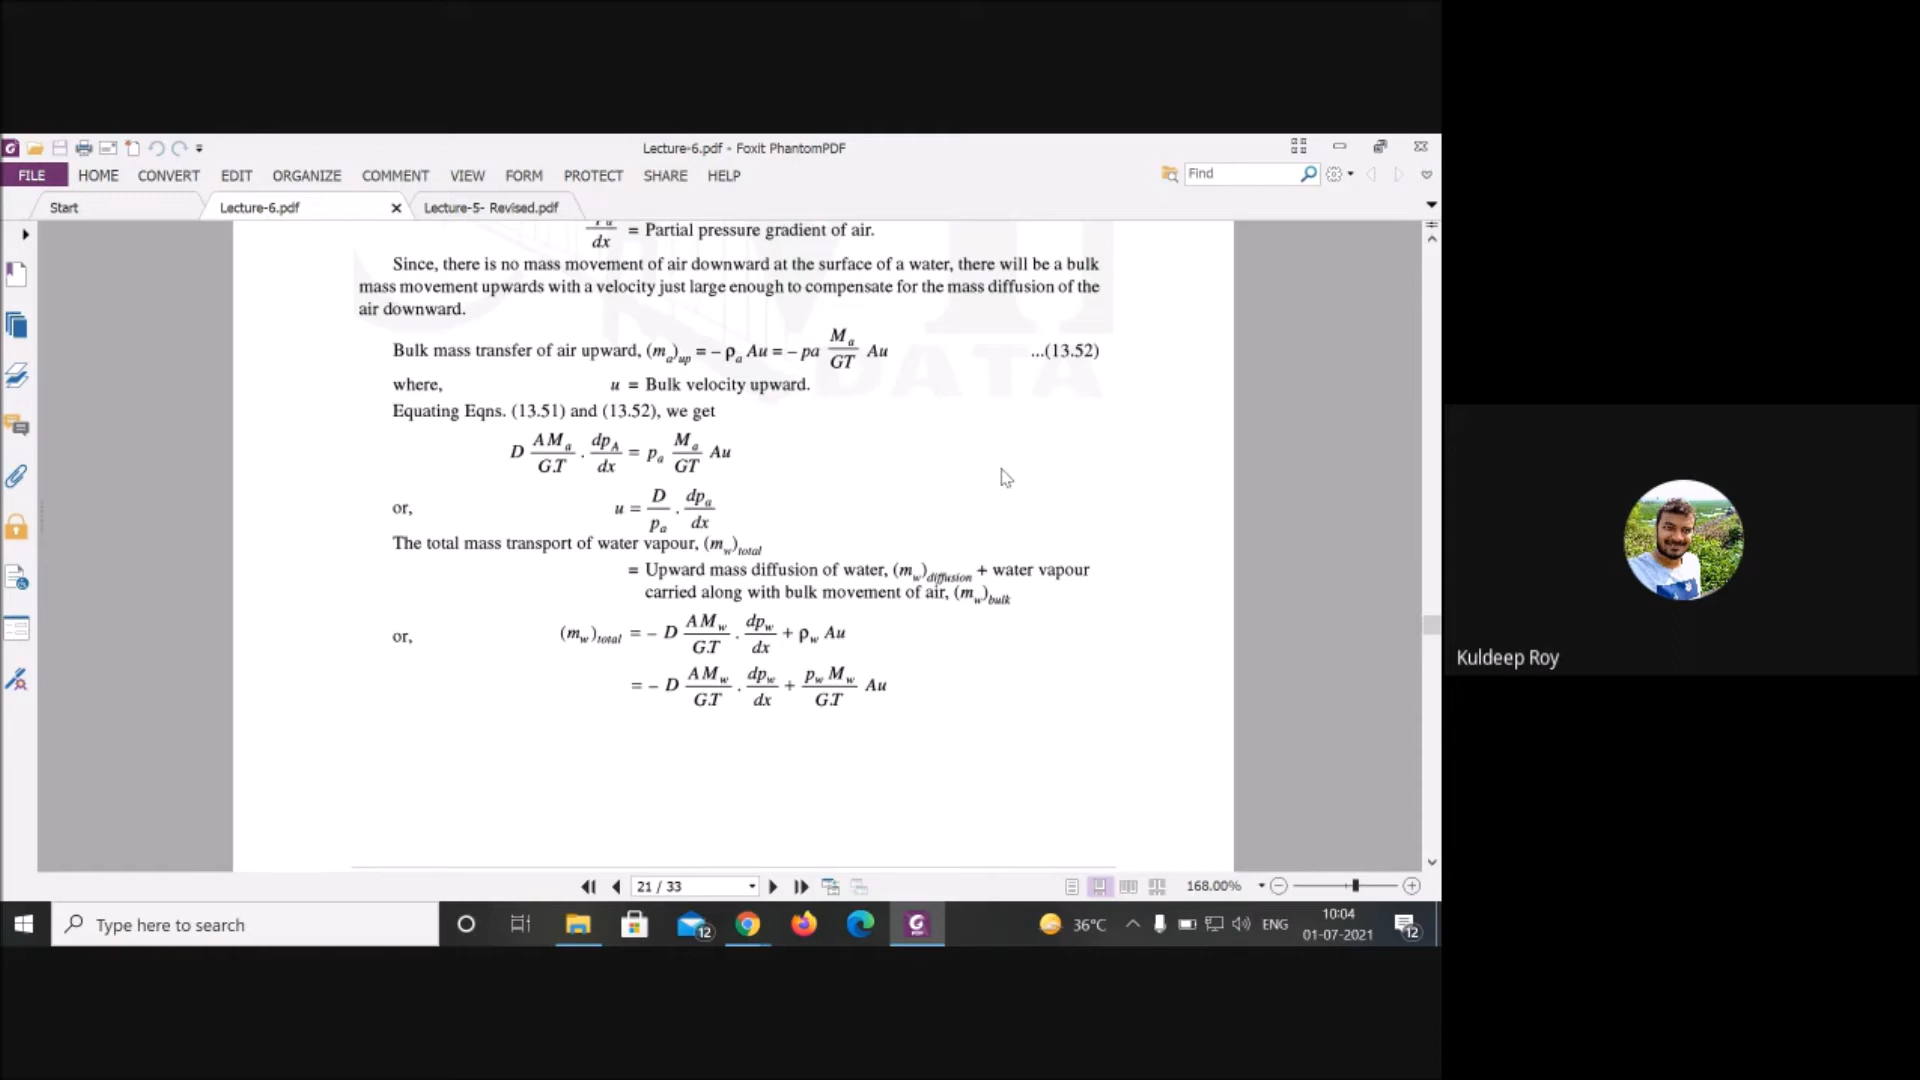 Lecture-6.pdf - Foxit PhantomPDF
FILE HOME CONVERT EDIT ORGANIZE COMMENT VIEW FORM PROTECT SHARE HELP
Find
Start Lecture-6.pdf Lecture-5- Revised.pdf
dx = Partial pressure gradient of air.
Since, there is no mass movement of air downward at the surface of a water, there will be a bulk
mass movement upwards with a velocity just large enough to compensate for the mass diffusion of the
air downward.
Bulk mass transfer of air upward, (m_a)_up = – ρ_a Au = – pa M_a/GT Au ...(13.52)
where, u = Bulk velocity upward.
Equating Eqns. (13.51) and (13.52), we get
D AM_a/G.T . dp_A/dx = p_a M_a/GT Au
or, u = D/p_a . dp_a/dx
The total mass transport of water vapour, (m_w)_total
= Upward mass diffusion of water, (m_w)_diffusion + water vapour
carried along with bulk movement of air, (m_w)_bulk
or, (m_w)_total = – D AM_w/G.T . dp_w/dx + ρ_w Au
= – D AM_w/G.T . dp_w/dx + p_w M_w/G.T Au
DATA
Kuldeep Roy
21 / 33
168.00%
Type here to search
12
36°C
ENG
10:04
01-07-2021
12